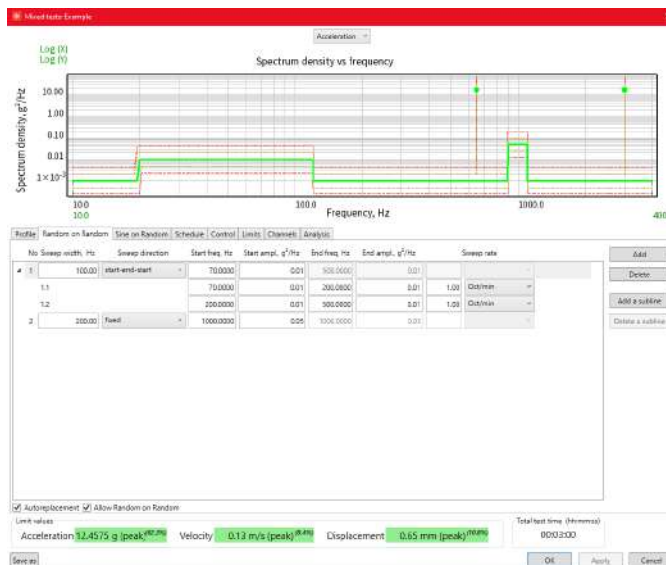 Mixed tests Example
Acceleration
Log (X)
Log (Y)
Spectrum density vs frequency
Spectrum density, g²/Hz
10.00
1.00
0.10
0.01
1×10⁻³
10.0 100.0 1000.0
10.0 Frequency, Hz 400
Profile Random on Random Sine on Random Schedule Control Limits Channels Analysis
No Sweep width, Hz Sweep direction Start freq, Hz Start ampl., g²/Hz End freq, Hz End ampl., g²/Hz Sweep rate
1 100.00 start-end-start 70.0000 0.01 500.0000 0.01
1.1 70.0000 0.01 200.0000 0.01 1.00 Oct/min
1.2 200.0000 0.01 500.0000 0.01 1.00 Oct/min
2 200.00 fixed 1000.0000 0.05 1000.0000
Add
Delete
Add a subline
Delete a subline
Autoreplacement Allow Random on Random
Limit values
Acceleration 12.4575 g (peak) Velocity 0.13 m/s (peak) Displacement 0.65 mm (peak)
Total test time (hh:mm:ss)
00:03:00
Save as OK Apply Cancel